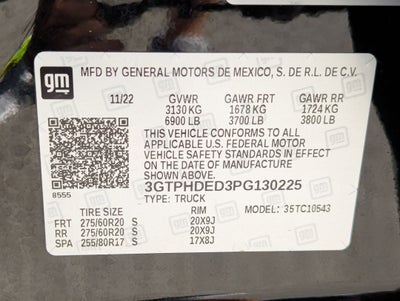 gm
MFD BY GENERAL MOTORS DE MEXICO, S. DE R.L. DE C.V.
11/22 GVWR GAWR FRT GAWR RR
3130 KG 1678 KG 1724 KG
6900 LB 3700 LB 3800 LB
THIS VEHICLE CONFORMS TO ALL
APPLICABLE U.S. FEDERAL MOTOR
VEHICLE SAFETY STANDARDS IN EFFECT
ON THE DATE OF MANUFACTURE
SHOWN ABOVE.
3GTPHDED3PG130225
8555 TYPE: TRUCK
TIRE SIZE RIM MODEL: 35TC10543
FRT 275/60R20 S 20X9J
RR 275/60R20 S 20X9J
SPA 255/80R17 S 17X8J